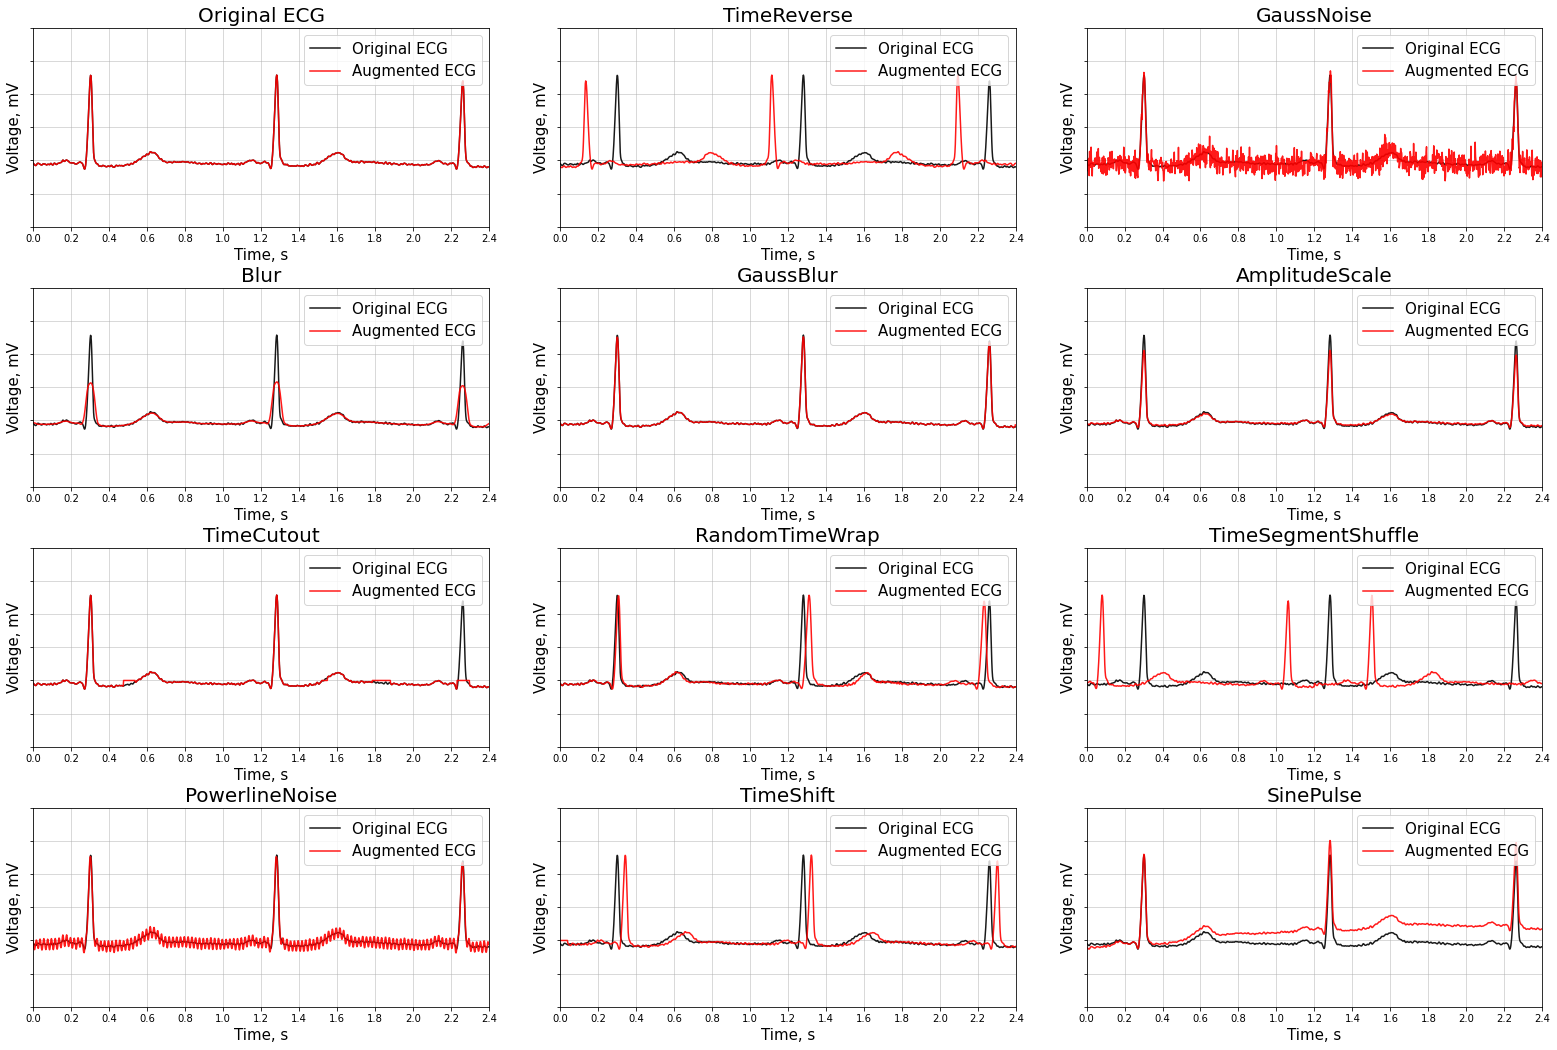 Original ECG
Voltage, mV
Original ECG
Augmented ECG
0.0 0.2 0.4 0.6 0.8 1.0 1.2 1.4 1.6 1.8 2.0 2.2 2.4
Time, s
TimeReverse
Voltage, mV
Original ECG
Augmented ECG
0.0 0.2 0.4 0.6 0.8 1.0 1.2 1.4 1.6 1.8 2.0 2.2 2.4
Time, s
GaussNoise
Voltage, mV
Original ECG
Augmented ECG
0.0 0.2 0.4 0.6 0.8 1.0 1.2 1.4 1.6 1.8 2.0 2.2 2.4
Time, s
Blur
Voltage, mV
Original ECG
Augmented ECG
0.0 0.2 0.4 0.6 0.8 1.0 1.2 1.4 1.6 1.8 2.0 2.2 2.4
Time, s
GaussBlur
Voltage, mV
Original ECG
Augmented ECG
0.0 0.2 0.4 0.6 0.8 1.0 1.2 1.4 1.6 1.8 2.0 2.2 2.4
Time, s
AmplitudeScale
Voltage, mV
Original ECG
Augmented ECG
0.0 0.2 0.4 0.6 0.8 1.0 1.2 1.4 1.6 1.8 2.0 2.2 2.4
Time, s
TimeCutout
Voltage, mV
Original ECG
Augmented ECG
0.0 0.2 0.4 0.6 0.8 1.0 1.2 1.4 1.6 1.8 2.0 2.2 2.4
Time, s
RandomTimeWrap
Voltage, mV
Original ECG
Augmented ECG
0.0 0.2 0.4 0.6 0.8 1.0 1.2 1.4 1.6 1.8 2.0 2.2 2.4
Time, s
TimeSegmentShuffle
Voltage, mV
Original ECG
Augmented ECG
0.0 0.2 0.4 0.6 0.8 1.0 1.2 1.4 1.6 1.8 2.0 2.2 2.4
Time, s
PowerlineNoise
Voltage, mV
Original ECG
Augmented ECG
0.0 0.2 0.4 0.6 0.8 1.0 1.2 1.4 1.6 1.8 2.0 2.2 2.4
Time, s
TimeShift
Voltage, mV
Original ECG
Augmented ECG
0.0 0.2 0.4 0.6 0.8 1.0 1.2 1.4 1.6 1.8 2.0 2.2 2.4
Time, s
SinePulse
Voltage, mV
Original ECG
Augmented ECG
0.0 0.2 0.4 0.6 0.8 1.0 1.2 1.4 1.6 1.8 2.0 2.2 2.4
Time, s